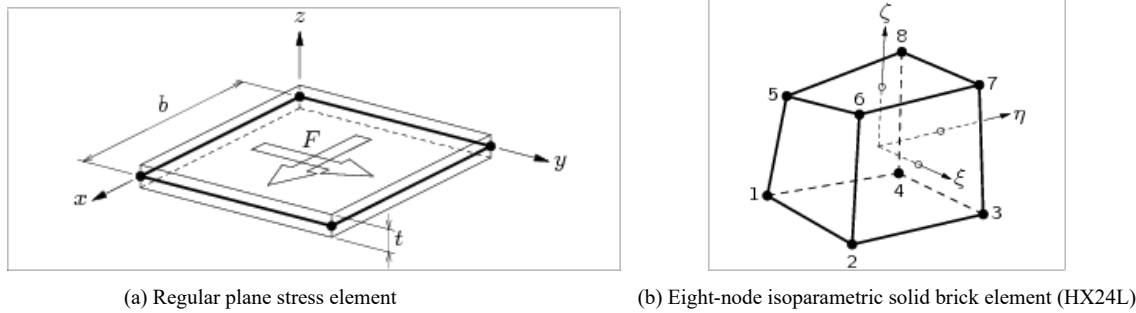 z
b
F
x
y
t
(a) Regular plane stress element
ζ
8
7
5
6
η
ξ
1
4
3
2
(b) Eight-node isoparametric solid brick element (HX24L)